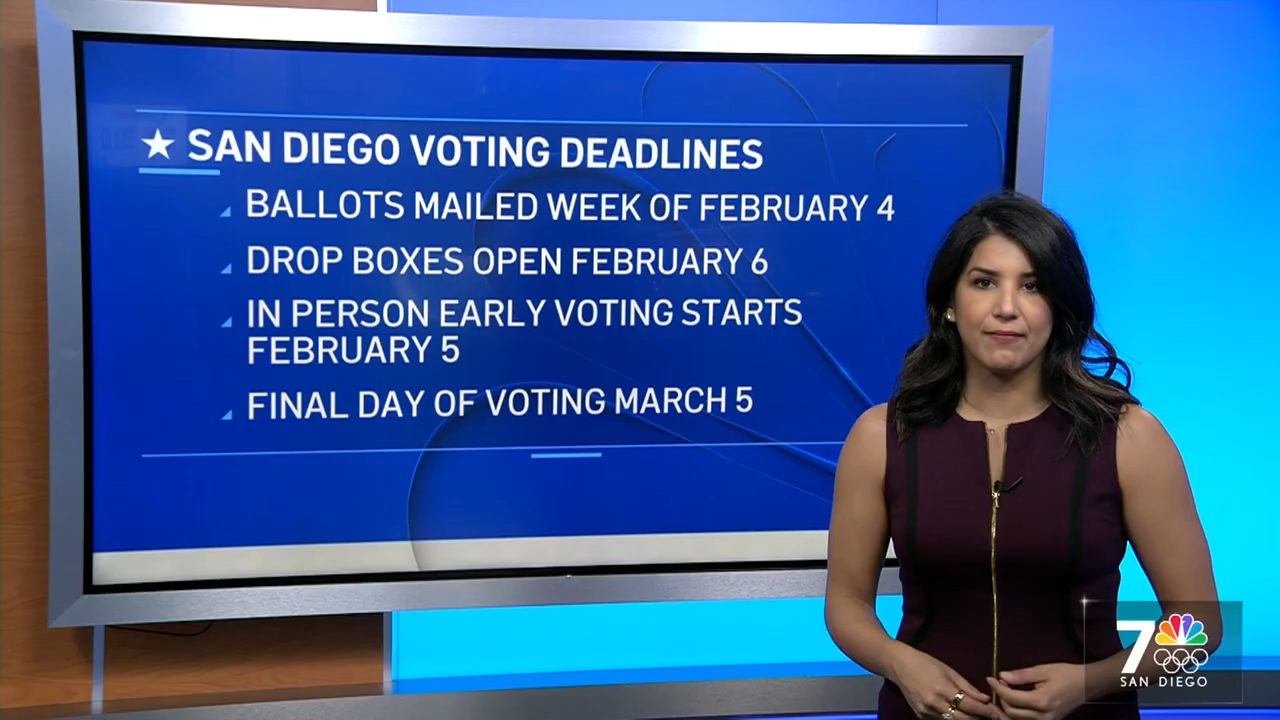 ★ SAN DIEGO VOTING DEADLINES
BALLOTS MAILED WEEK OF FEBRUARY 4
DROP BOXES OPEN FEBRUARY 6
IN PERSON EARLY VOTING STARTS
FEBRUARY 5
FINAL DAY OF VOTING MARCH 5
7
SAN DIEGO